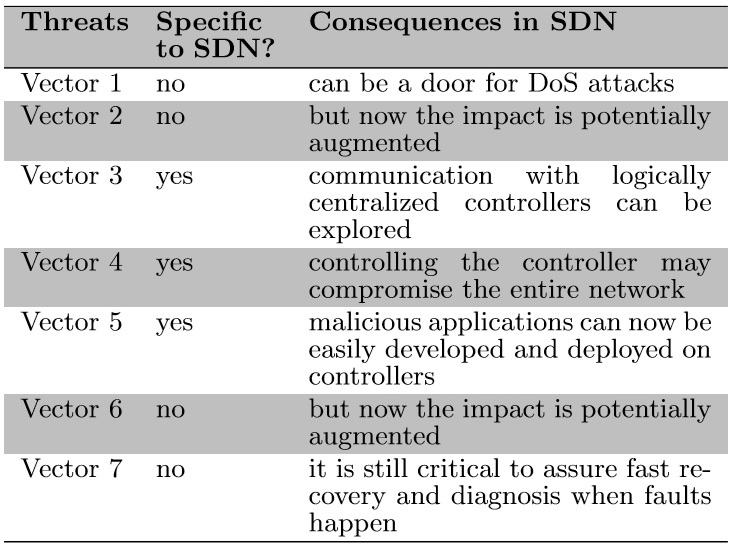 Threats Specific to SDN? Consequences in SDN
Vector 1 no can be a door for DoS attacks
Vector 2 no but now the impact is potentially
augmented
Vector 3 yes communication with logically
centralized controllers can be
explored
Vector 4 yes controlling the controller may
compromise the entire network
Vector 5 yes malicious applications can now be
easily developed and deployed on
controllers
Vector 6 no but now the impact is potentially
augmented
Vector 7 no it is still critical to assure fast re-
covery and diagnosis when faults
happen